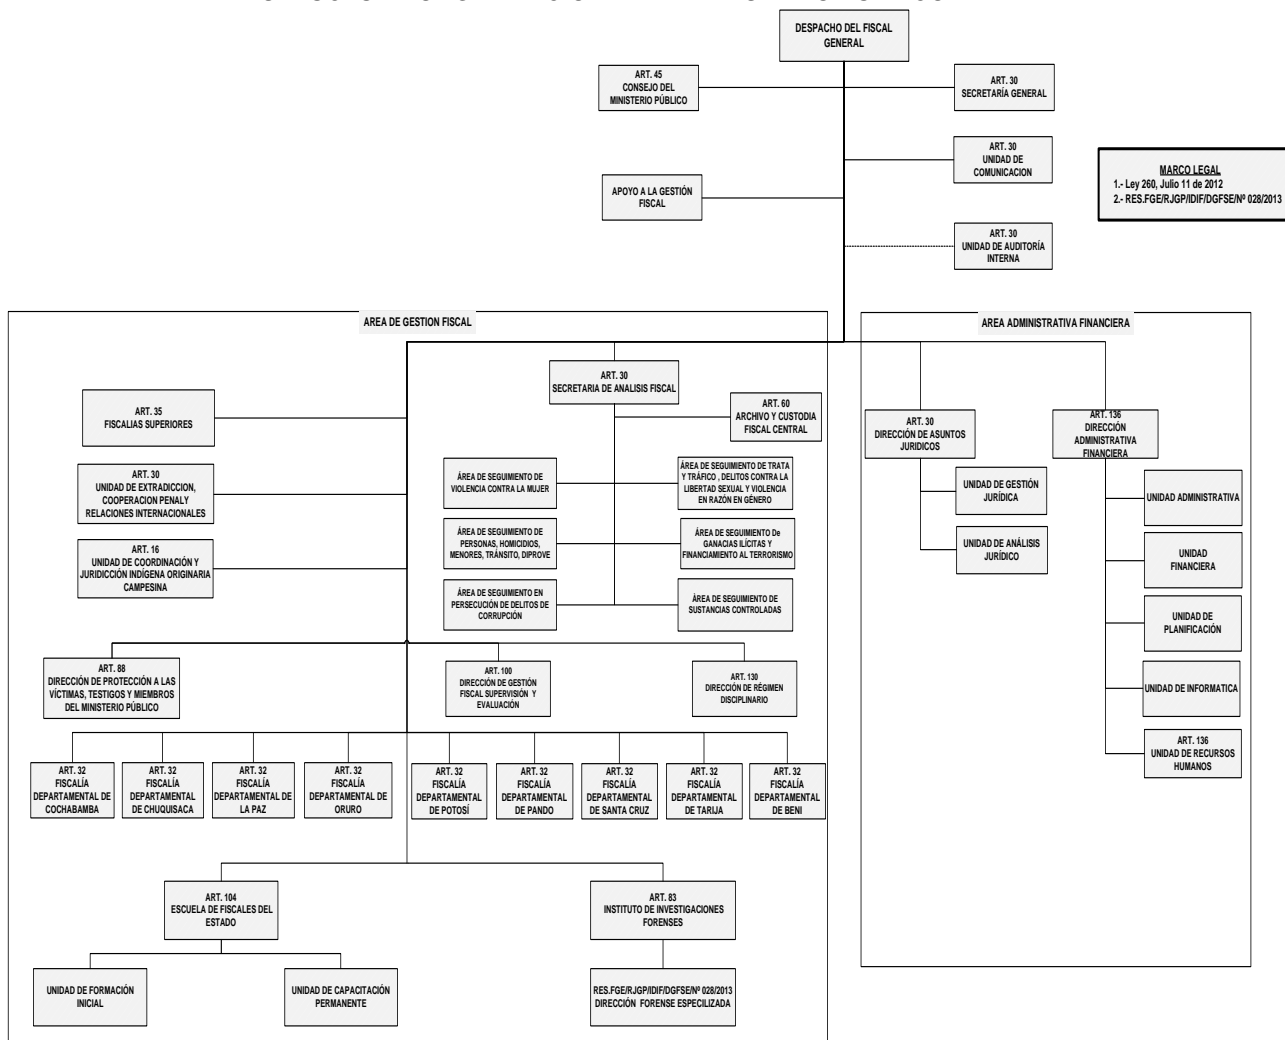 DESPACHO DEL FISCAL
GENERAL
ART. 45
CONSEJO DEL
MINISTERIO PÚBLICO
ART. 30
SECRETARÍA GENERAL
ART. 30
UNIDAD DE
COMUNICACION
MARCO LEGAL
1.- Ley 260, Julio 11 de 2012
2.- RES.FGE/RJGP/IDIF/DGFSE/Nº 028/2013
APOYO A LA GESTIÓN
FISCAL
ART. 30
UNIDAD DE AUDITORÍA
INTERNA
AREA DE GESTION FISCAL
ART. 30
SECRETARIA DE ANALISIS FISCAL
ART. 35
FISCALIAS SUPERIORES
ART. 60
ARCHIVO Y CUSTODIA
FISCAL CENTRAL
ART. 30
UNIDAD DE EXTRADICCION,
COOPERACION PENAL Y
RELACIONES INTERNACIONALES
ÁREA DE SEGUIMIENTO DE
VIOLENCIA CONTRA LA MUJER
ÁREA DE SEGUIMIENTO DE TRATA
Y TRÁFICO , DELITOS CONTRA LA
LIBERTAD SEXUAL Y VIOLENCIA
EN RAZÓN EN GÉNERO
ART. 16
UNIDAD DE COORDINACIÓN Y
JURIDICCIÓN INDÍGENA ORIGINARIA
CAMPESINA
ÁREA DE SEGUIMIENTO DE
PERSONAS, HOMICIDIOS,
MENORES, TRÁNSITO, DIPROVE
ÁREA DE SEGUIMIENTO De
GANACIAS ILÍCITAS Y
FINANCIAMIENTO AL TERRORISMO
ÁREA DE SEGUIMIENTO EN
PERSECUCIÓN DE DELITOS DE
CORRUPCIÓN
ÁREA DE SEGUIMIENTO DE
SUSTANCIAS CONTROLADAS
ART. 88
DIRECCIÓN DE PROTECCIÓN A LAS
VÍCTIMAS, TESTIGOS Y MIEMBROS
DEL MINISTERIO PÚBLICO
ART. 100
DIRECCIÓN DE GESTIÓN
FISCAL SUPERVISIÓN Y
EVALUACIÓN
ART. 130
DIRECCIÓN DE RÉGIMEN
DISCIPLINARIO
ART. 32
FISCALÍA
DEPARTAMENTAL DE
COCHABAMBA
ART. 32
FISCALÍA
DEPARTAMENTAL
DE CHUQUISACA
ART. 32
FISCALÍA
DEPARTAMENTAL DE
LA PAZ
ART. 32
FISCALÍA
DEPARTAMENTAL DE
ORURO
ART. 32
FISCALÍA
DEPARTAMENTAL
DE POTOSÍ
ART. 32
FISCALÍA
DEPARTAMENTAL
DE PANDO
ART. 32
FISCALÍA
DEPARTAMENTAL
DE SANTA CRUZ
ART. 32
FISCALÍA
DEPARTAMENTAL
DE TARIJA
ART. 32
FISCALÍA
DEPARTAMENTAL
DE BENI
ART. 104
ESCUELA DE FISCALES DEL
ESTADO
ART. 83
INSTITUTO DE INVESTIGACIONES
FORENSES
UNIDAD DE FORMACIÓN
INICIAL
UNIDAD DE CAPACITACIÓN
PERMANENTE
RES.FGE/RJGP/IDIF/DGFSE/Nº 028/2013
DIRECCIÓN FORENSE ESPECILIZADA
AREA ADMINISTRATIVA FINANCIERA
ART. 30
DIRECCIÓN DE ASUNTOS
JURIDICOS
ART. 136
DIRECCIÓN
ADMINISTRATIVA
FINANCIERA
UNIDAD DE GESTIÓN
JURÍDICA
UNIDAD DE ANÁLISIS
JURÍDICO
UNIDAD ADMINISTRATIVA
UNIDAD
FINANCIERA
UNIDAD DE
PLANIFICACIÓN
UNIDAD DE INFORMATICA
ART. 136
UNIDAD DE RECURSOS
HUMANOS